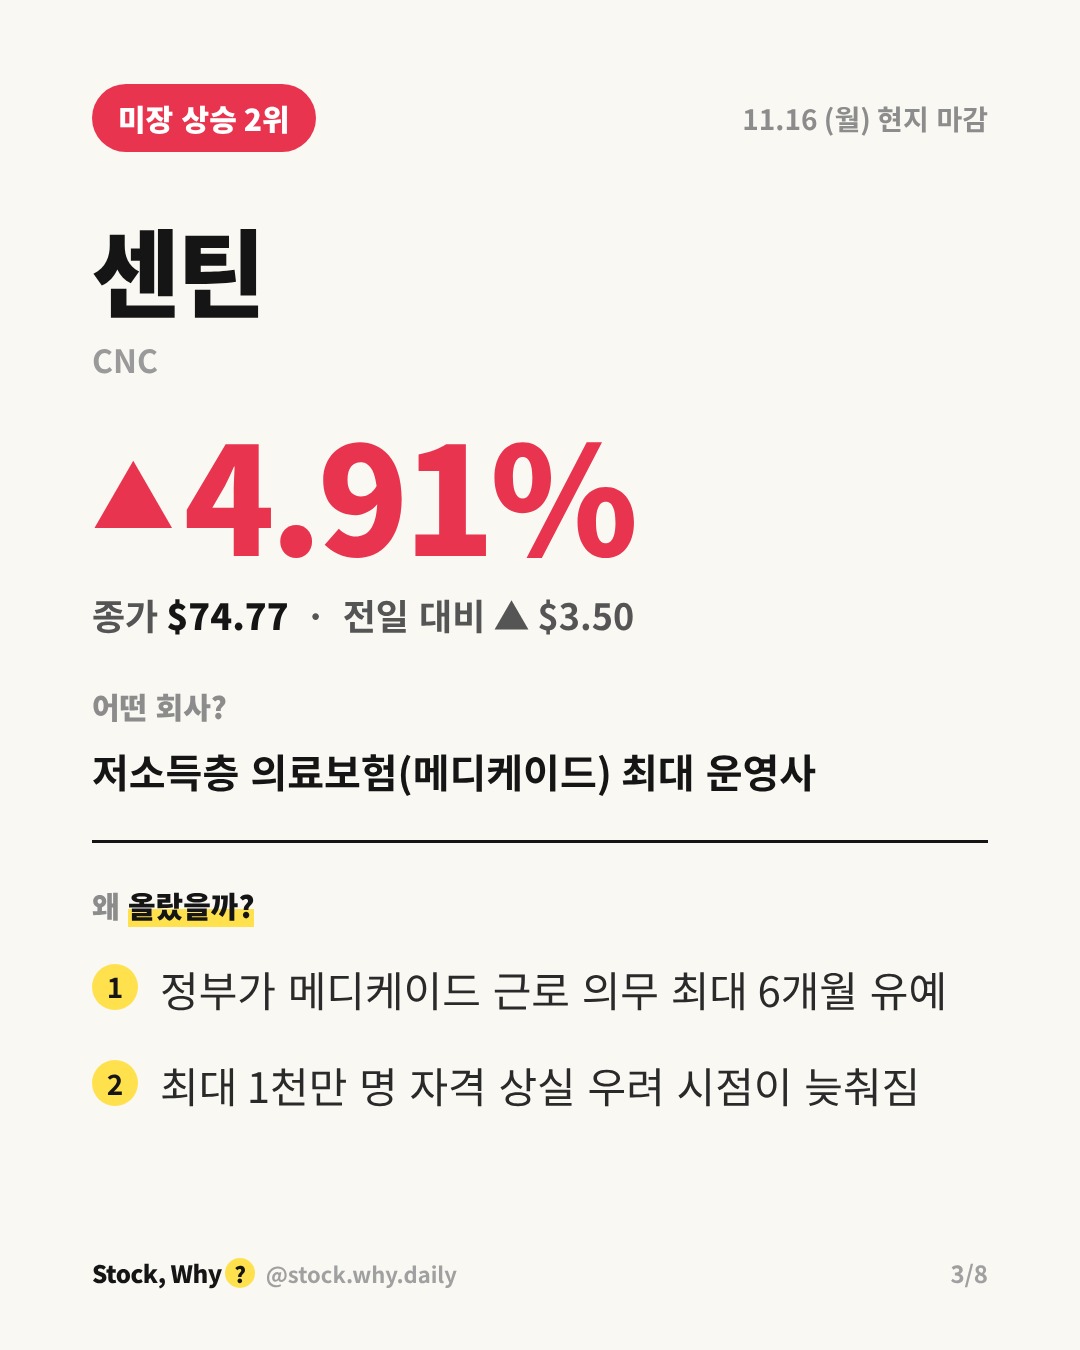 미장 상승 2위
11.16 (월) 현지 마감
센틴
CNC
▲4.91%
종가 $74.77 · 전일 대비 ▲ $3.50
어떤 회사?
저소득층 의료보험(메디케이드) 최대 운영사
왜 올랐을까?
1 정부가 메디케이드 근로 의무 최대 6개월 유예
2 최대 1천만 명 자격 상실 우려 시점이 늦춰짐
Stock, Why ? @stock.why.daily
3/8